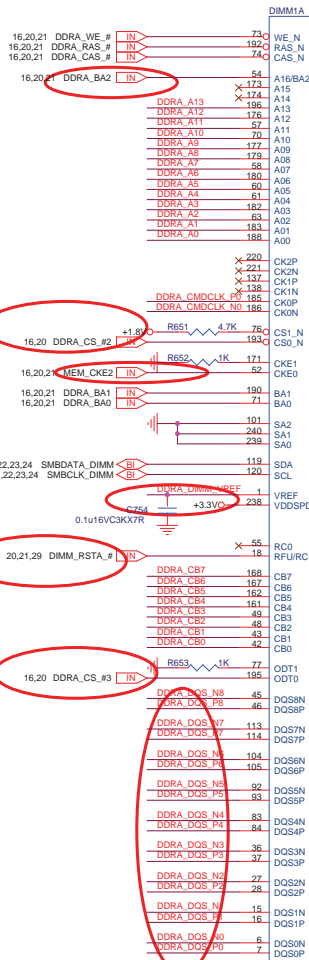 DIMM1A
16,20,21 DDRA_WE_# IN 73 WE_N
16,20,21 DDRA_RAS_# IN 192 RAS_N
16,20,21 DDRA_CAS_# IN 74 CAS_N
16,20,21 DDRA_BA2 IN 54 A16/BA2
173 A15
174 A14
DDRA_A13 196 A13
DDRA_A12 176 A12
DDRA_A11 57 A11
DDRA_A10 70 A10
DDRA_A9 177 A09
DDRA_A8 179 A08
DDRA_A7 58 A07
DDRA_A6 180 A06
DDRA_A5 60 A05
DDRA_A4 61 A04
DDRA_A3 182 A03
DDRA_A2 63 A02
DDRA_A1 183 A01
DDRA_A0 188 A00
220 CK2P
221 CK2N
137 CK1P
138 CK1N
DDRA_CMDCLK_P0 185 CK0P
DDRA_CMDCLK_N0 186 CK0N
+1.8V R651 4.7K 76 CS1_N
16,20 DDRA_CS_#2 IN 193 CS0_N
R652 1K 171 CKE1
16,20,21 MEM_CKE2 IN 52 CKE0
16,20,21 DDRA_BA1 IN 190 BA1
16,20,21 DDRA_BA0 IN 71 BA0
101 SA2
240 SA1
239 SA0
22,23,24 SMBDATA_DIMM BI 119 SDA
22,23,24 SMBCLK_DIMM BI 120 SCL
DDRA_DIMM_VREF 1 VREF
+3.3V 238 VDDSPD
C754
0.1u16VC3KX7R
55 RC0
20,21,29 DIMM_RSTA_# IN 18 RFU/RC
DDRA_CB7 168 CB7
DDRA_CB6 167 CB6
DDRA_CB5 162 CB5
DDRA_CB4 161 CB4
DDRA_CB3 49 CB3
DDRA_CB2 48 CB2
DDRA_CB1 43 CB1
DDRA_CB0 42 CB0
R653 1K 77 ODT1
16,20 DDRA_CS_#3 IN 195 ODT0
DDRA_DQS_N8 45 DQS8N
DDRA_DQS_P8 46 DQS8P
DDRA_DQS_N7 113 DQS7N
DDRA_DQS_P7 114 DQS7P
DDRA_DQS_N6 104 DQS6N
DDRA_DQS_P6 105 DQS6P
DDRA_DQS_N5 92 DQS5N
DDRA_DQS_P5 93 DQS5P
DDRA_DQS_N4 83 DQS4N
DDRA_DQS_P4 84 DQS4P
DDRA_DQS_N3 36 DQS3N
DDRA_DQS_P3 37 DQS3P
DDRA_DQS_N2 27 DQS2N
DDRA_DQS_P2 28 DQS2P
DDRA_DQS_N1 15 DQS1N
DDRA_DQS_P1 16 DQS1P
DDRA_DQS_N0 6 DQS0N
DDRA_DQS_P0 7 DQS0P